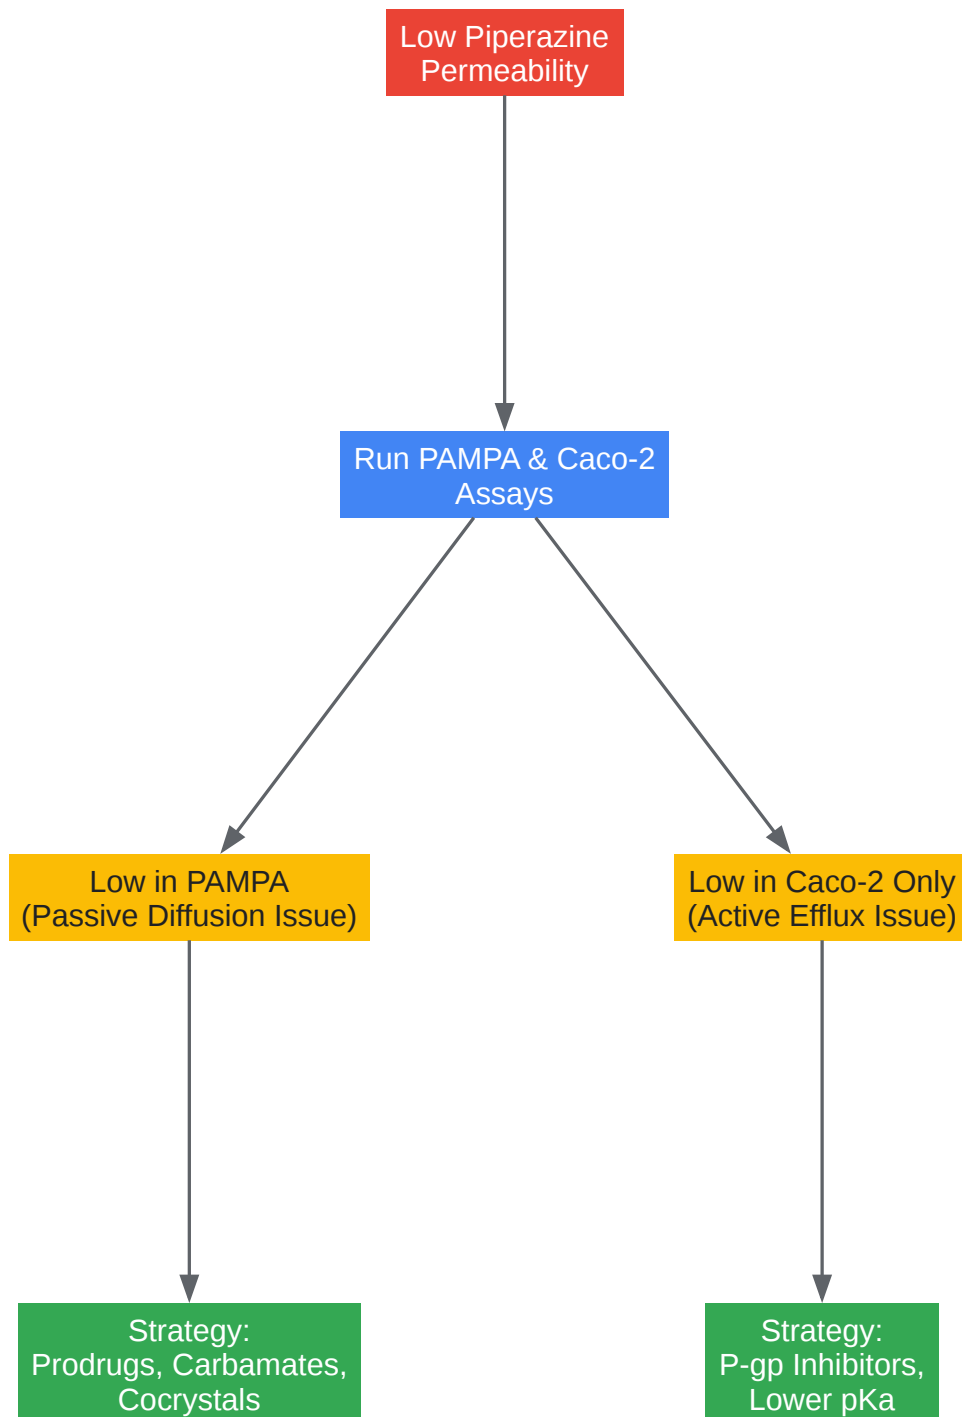 Low Piperazine
Permeability
Run PAMPA & Caco-2
Assays
Low in PAMPA
(Passive Diffusion Issue)
Low in Caco-2 Only
(Active Efflux Issue)
Strategy:
Prodrugs, Carbamates,
Cocrystals
Strategy:
P-gp Inhibitors,
Lower pKa